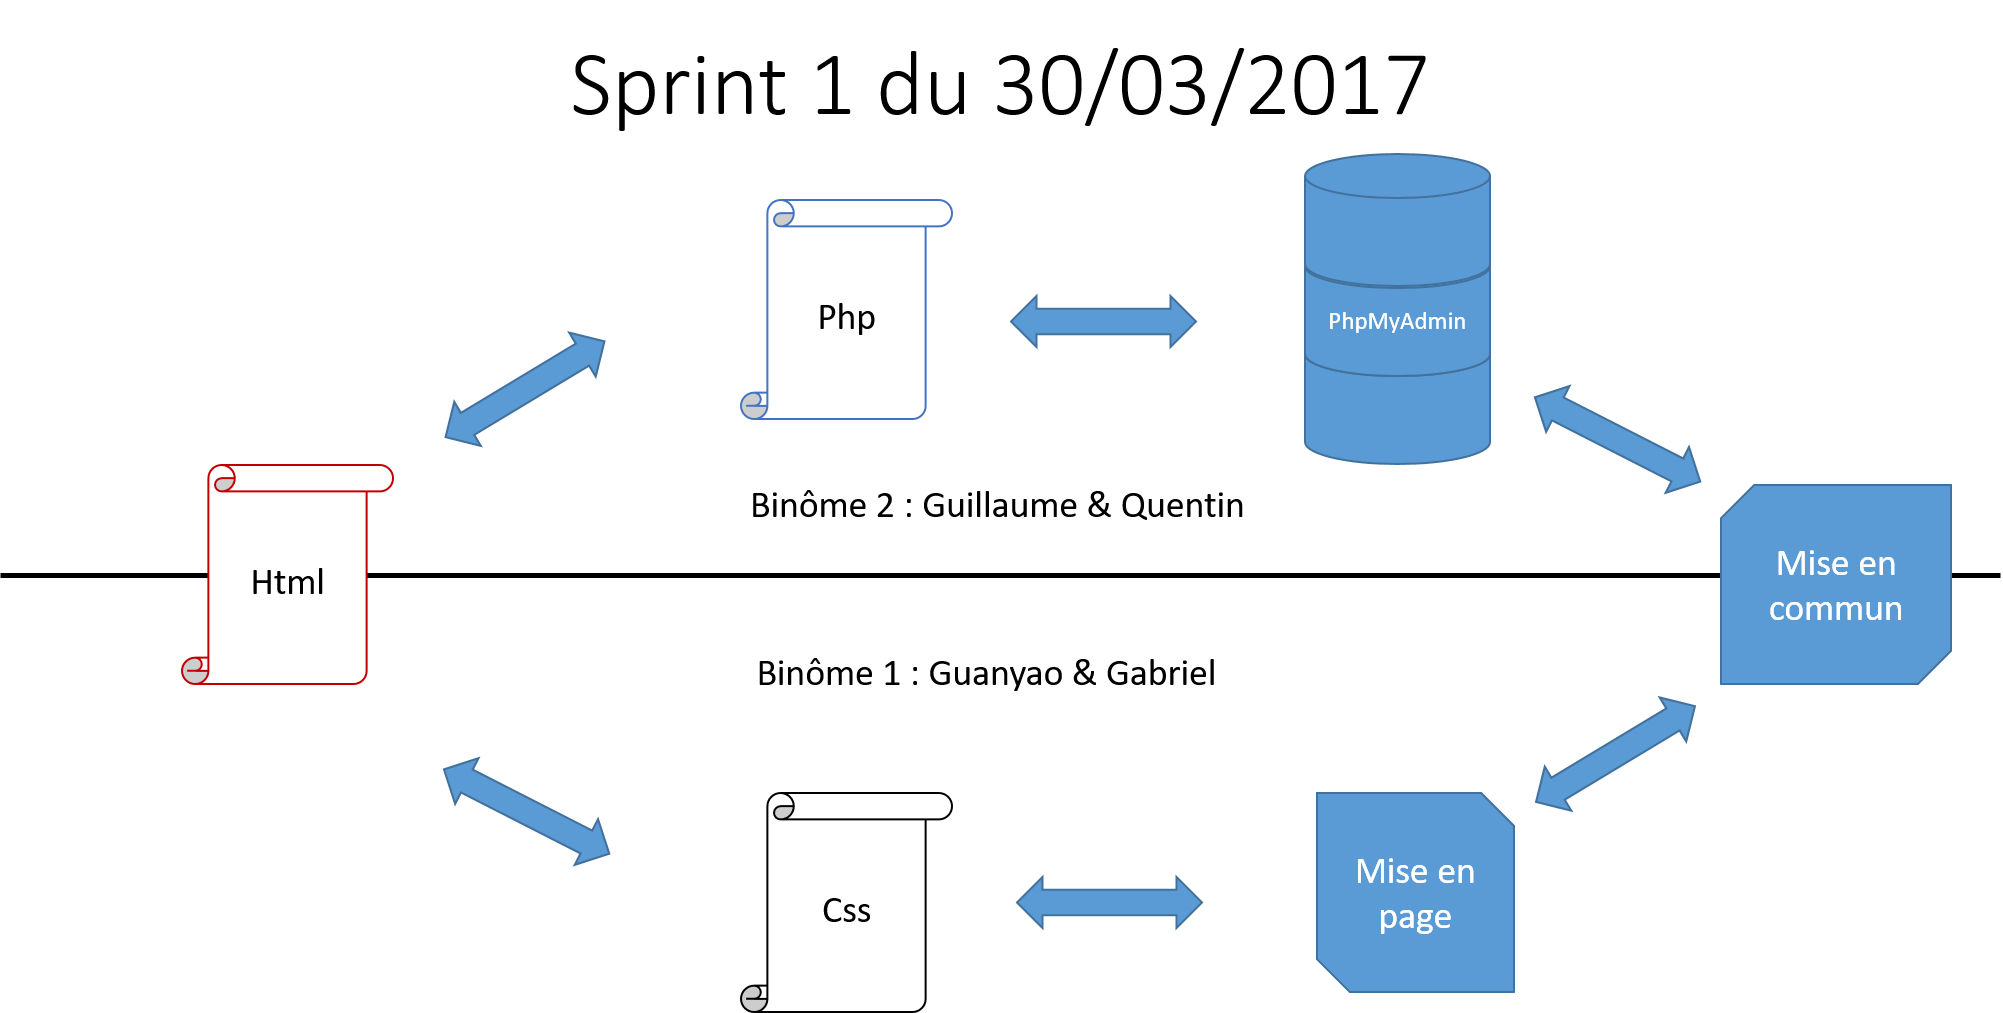 Sprint 1 du 30/03/2017
Php
PhpMyAdmin
Binôme 2 : Guillaume & Quentin
Html
Mise en
commun
Binôme 1 : Guanyao & Gabriel
Css
Mise en
page